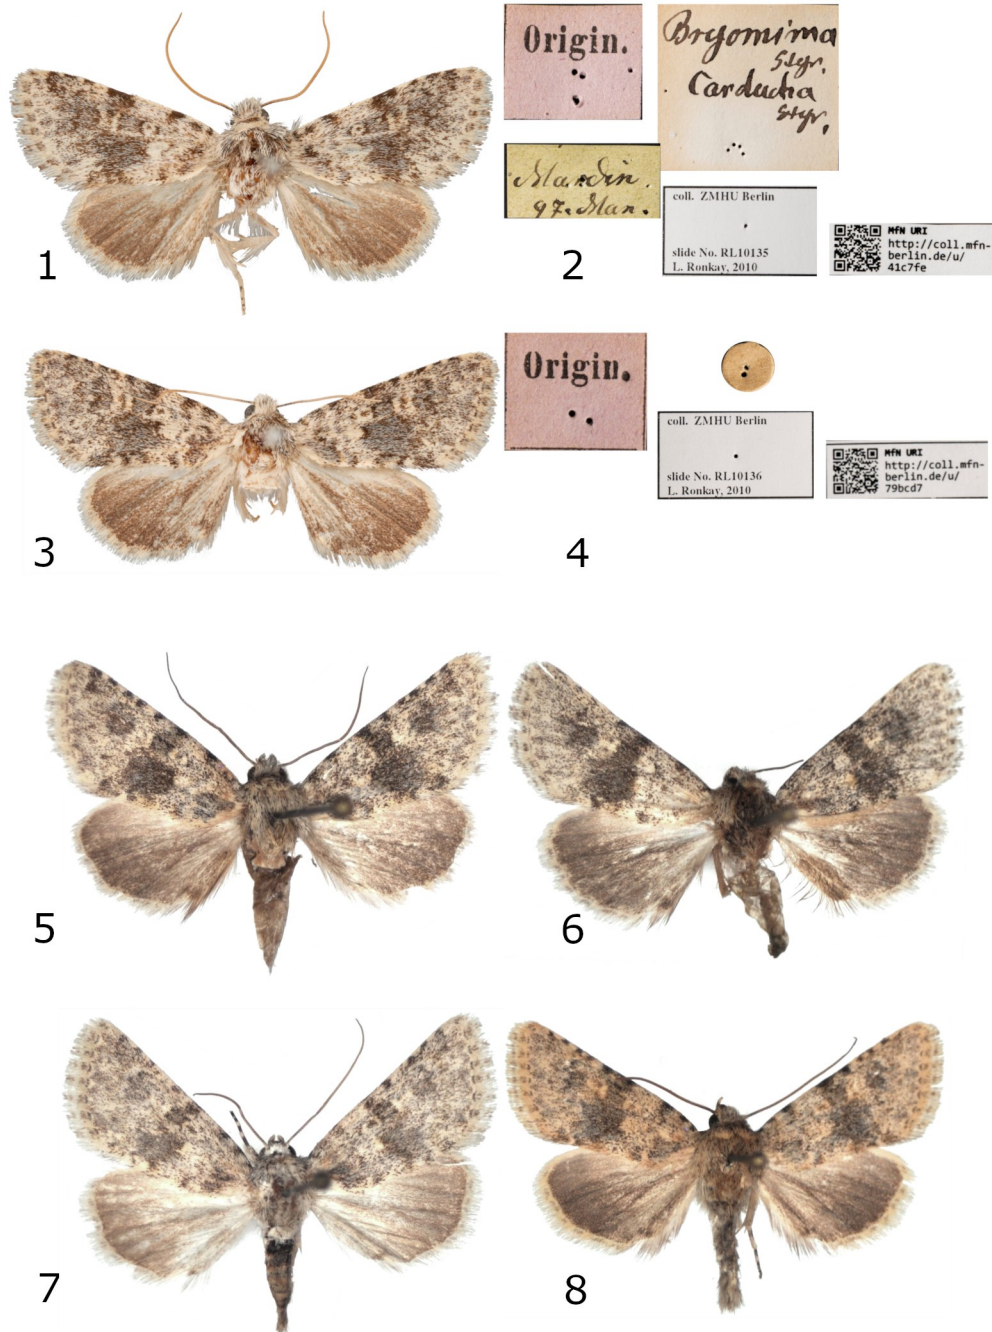 Origin.
Bryomima
Stgr.
Carducha
Stgr.
Mardin.
97. Man.
coll. ZMHU Berlin
slide No. RL10135
L. Ronkay, 2010
MfN URI
http://coll.mfn-
berlin.de/u/
41c7fe
1
2
Origin.
coll. ZMHU Berlin
slide No. RL10136
L. Ronkay, 2010
MfN URI
http://coll.mfn-
berlin.de/u/
79bcd7
3
4
5
6
7
8